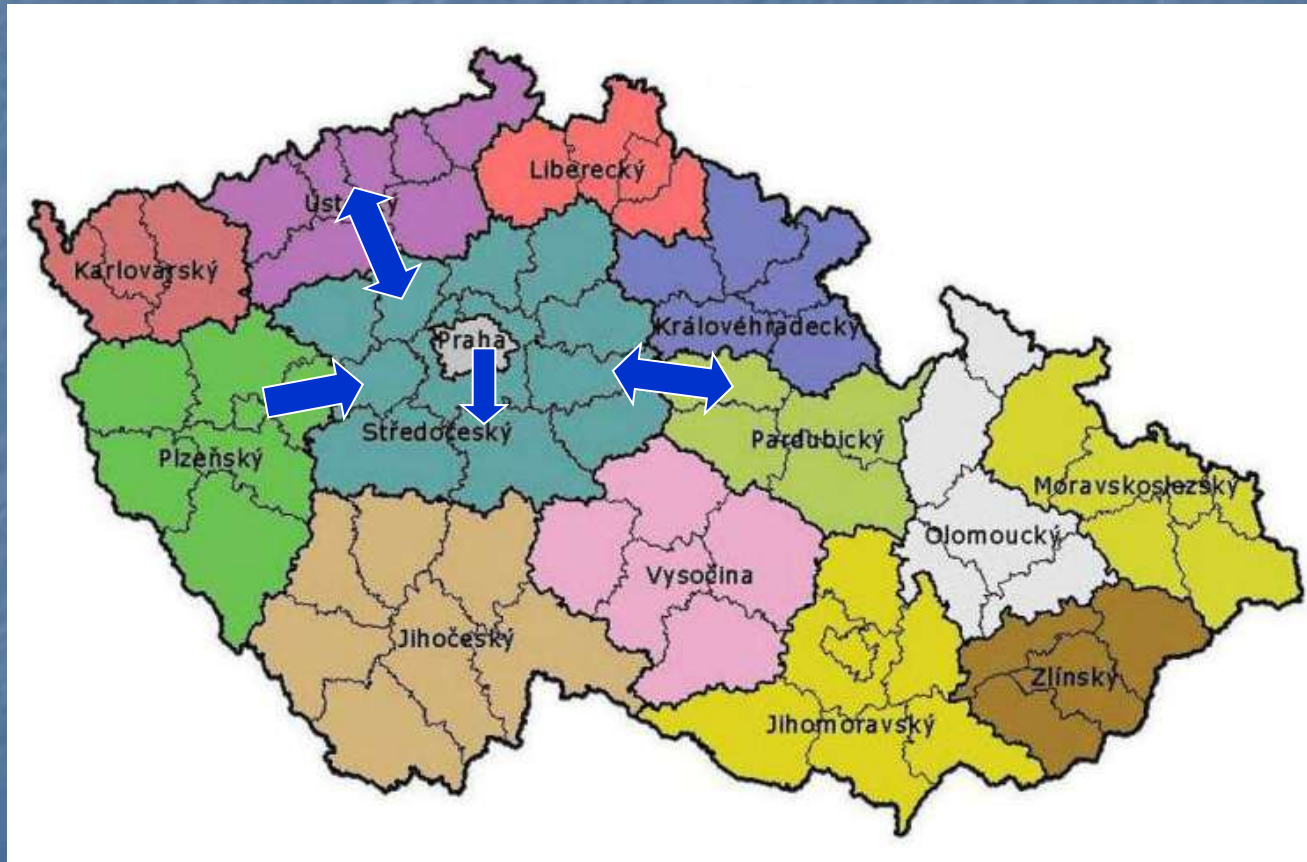 Liberecký
Karlovarský
Královéhradecký
Praha
Středočeský
Pardubický
Plzeňský
Moravskoslezský
Olomoucký
Vysočina
Jihočeský
Zlínský
Jihomoravský